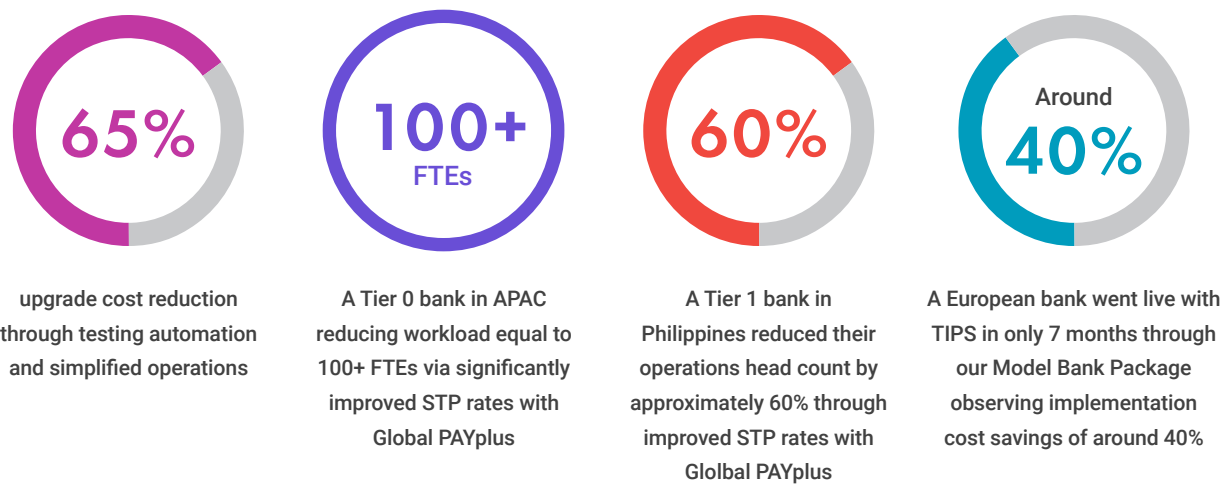 65%
upgrade cost reduction
through testing automation
and simplified operations
100+
FTEs
A Tier 0 bank in APAC
reducing workload equal to
100+ FTEs via significantly
improved STP rates with
Global PAYplus
60%
A Tier 1 bank in
Philippines reduced their
operations head count by
approximately 60% through
improved STP rates with
Glolbal PAYplus
Around
40%
A European bank went live with
TIPS in only 7 months through
our Model Bank Package
observing implementation
cost savings of around 40%